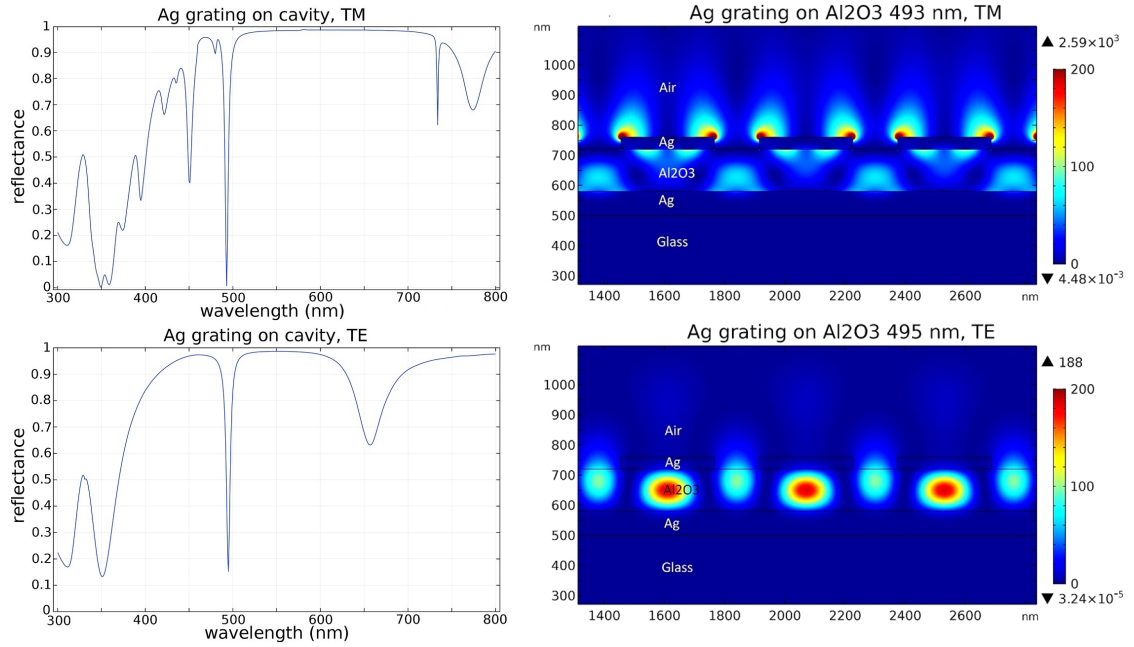 Ag grating on cavity, TM
1
0.9
0.8
0.7
0.6
0.5
0.4
0.3
0.2
0.1
0
reflectance
300 400 500 600 700 800
wavelength (nm)
Ag grating on Al2O3 493 nm, TM
nm
1000
900
800
700
600
500
400
300
1400 1600 1800 2000 2200 2400 2600 nm
Air
Ag
Al2O3
Ag
Glass
▲ 2.59×10³
200
100
0
▼ 4.48×10⁻³
Ag grating on cavity, TE
1
0.9
0.8
0.7
0.6
0.5
0.4
0.3
0.2
0.1
0
reflectance
300 400 500 600 700 800
wavelength (nm)
Ag grating on Al2O3 495 nm, TE
nm
1000
900
800
700
600
500
400
300
1400 1600 1800 2000 2200 2400 2600 nm
Air
Ag
Al2O3
Ag
Glass
▲ 188
200
100
0
▼ 3.24×10⁻⁵